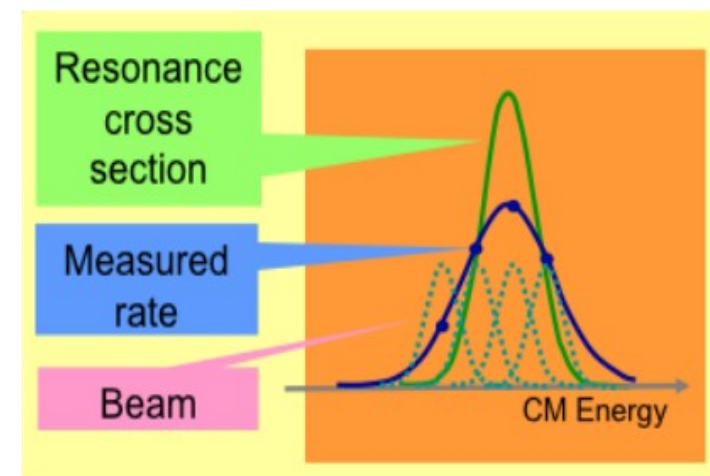 Resonance
cross
section
Measured
rate
Beam
CM Energy